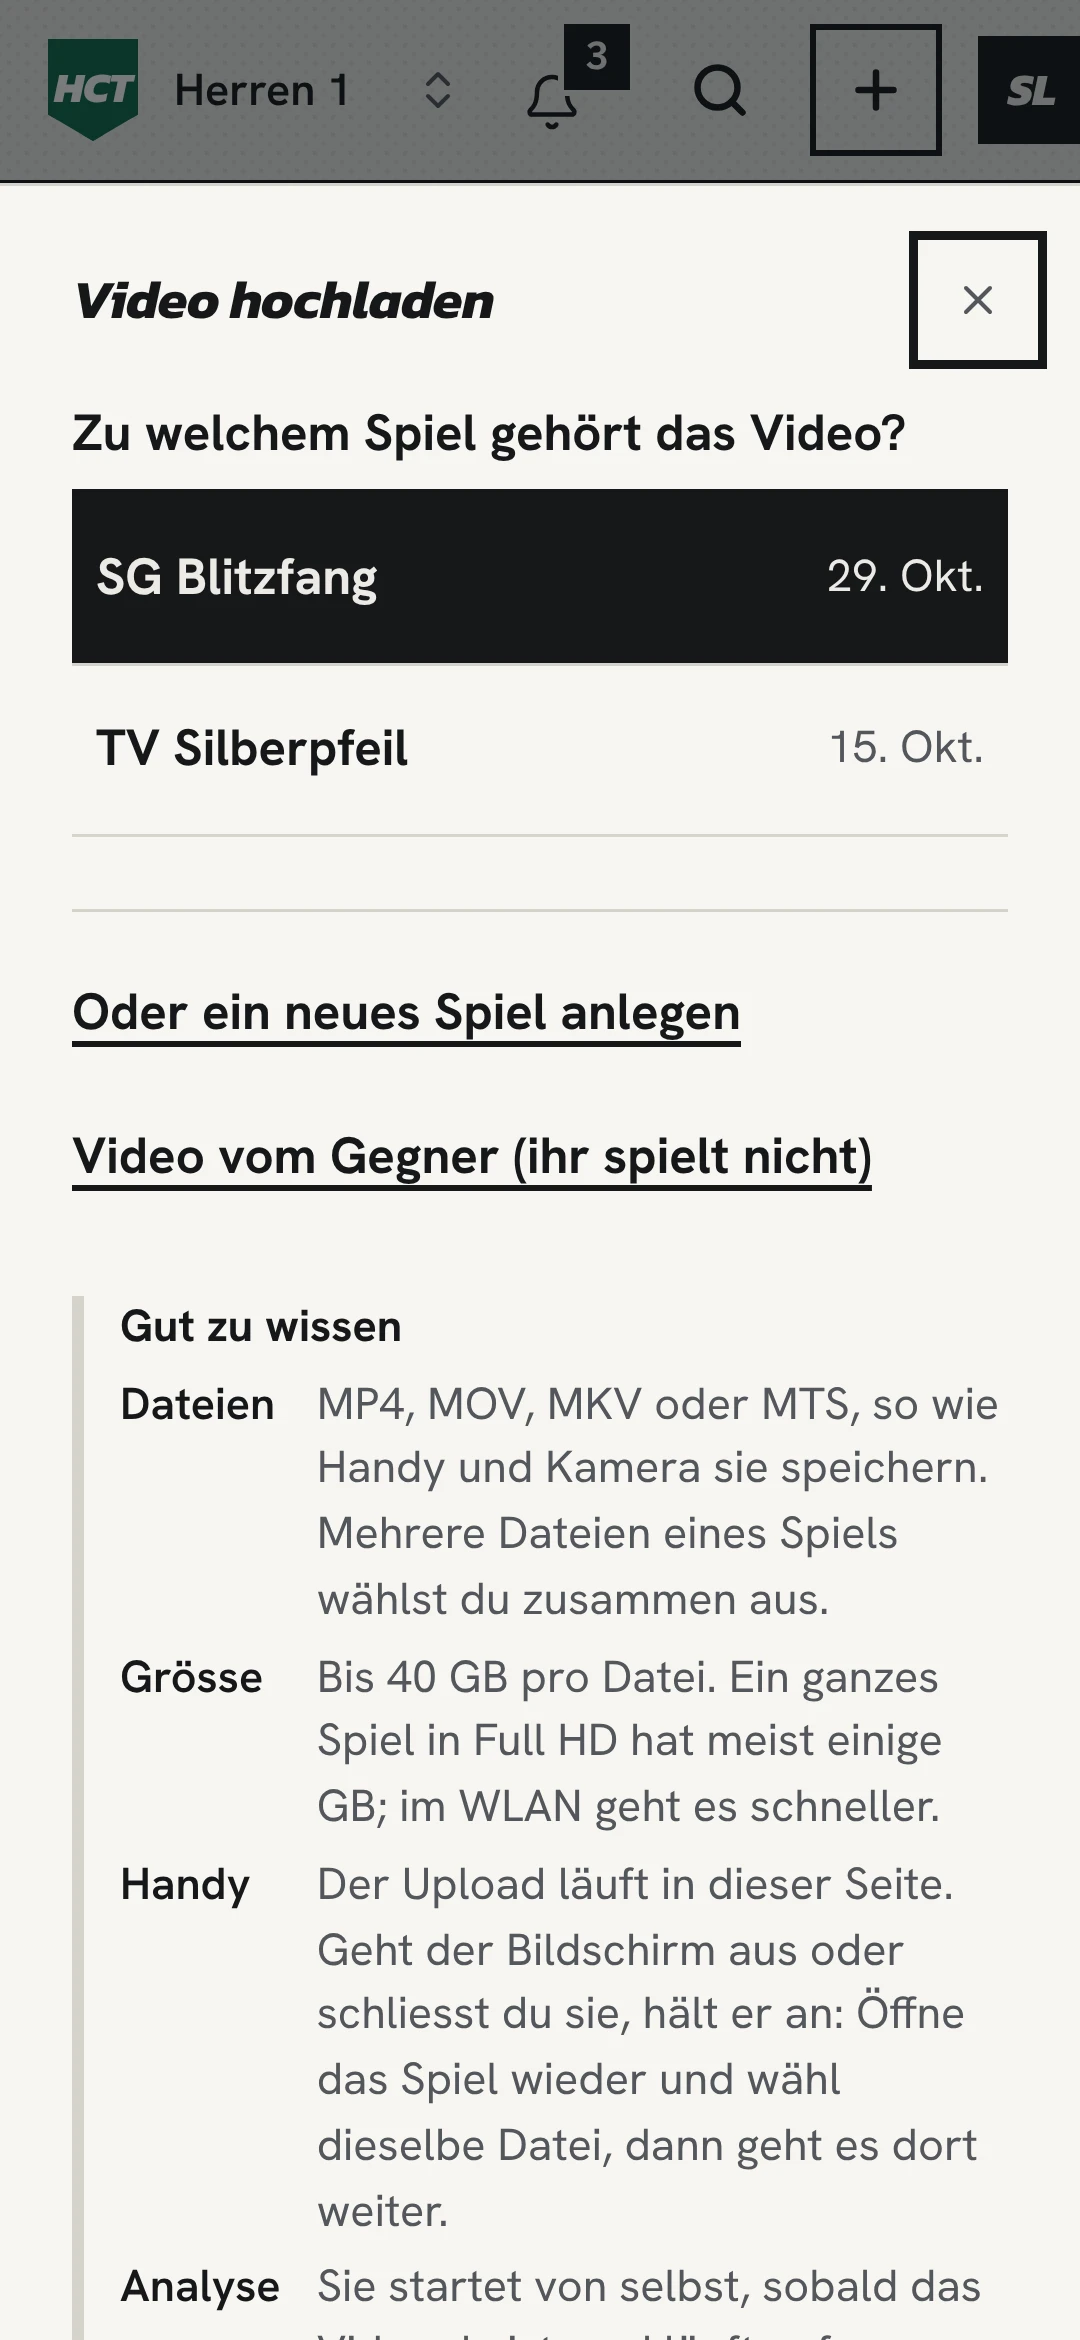 HCT Herren 1 3 SL
Video hochladen
Zu welchem Spiel gehört das Video?
SG Blitzfang 29. Okt.
TV Silberpfeil 15. Okt.
Oder ein neues Spiel anlegen
Video vom Gegner (ihr spielt nicht)
Gut zu wissen
Dateien MP4, MOV, MKV oder MTS, so wie
Handy und Kamera sie speichern.
Mehrere Dateien eines Spiels
wählst du zusammen aus.
Grösse Bis 40 GB pro Datei. Ein ganzes
Spiel in Full HD hat meist einige
GB; im WLAN geht es schneller.
Handy Der Upload läuft in dieser Seite.
Geht der Bildschirm aus oder
schliesst du sie, hält er an: Öffne
das Spiel wieder und wähl
dieselbe Datei, dann geht es dort
weiter.
Analyse Sie startet von selbst, sobald das